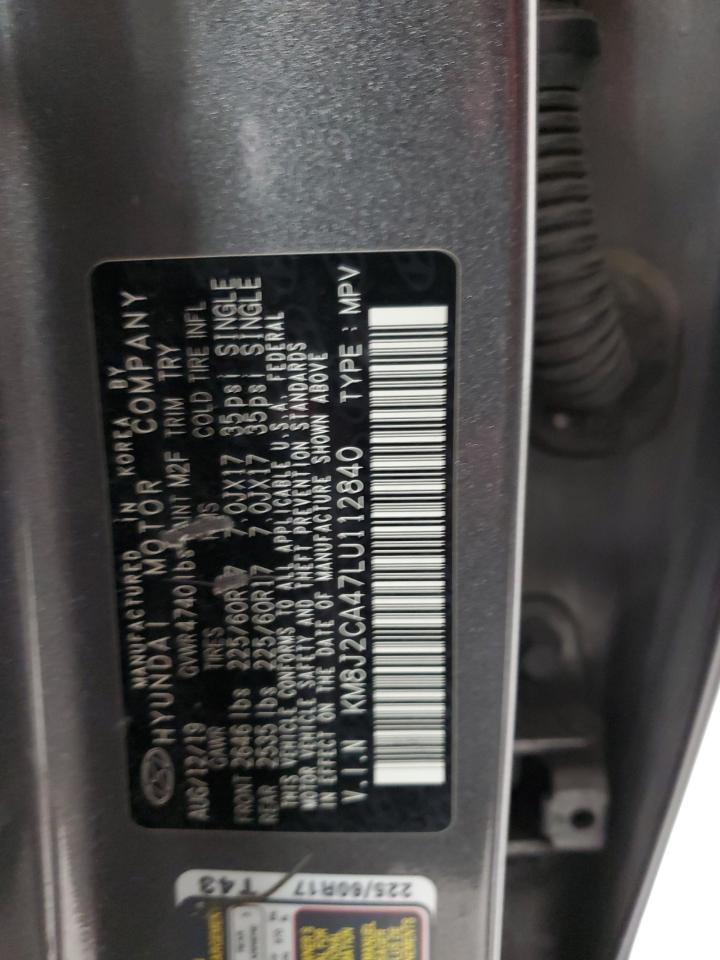 MANUFACTURED IN KOREA BY
HYUNDAI MOTOR COMPANY
AUG/12/19 GVWR 4740 lbs PAINT M2F TRIM TRY
GAWR TIRES RIMS COLD TIRE INFL
FRONT 2646 lbs 225/60R17 7.0JX17 35psi SINGLE
REAR 2535 lbs 225/60R17 7.0JX17 35psi SINGLE
THIS VEHICLE CONFORMS TO ALL APPLICABLE U.S.A. FEDERAL
MOTOR VEHICLE SAFETY AND THEFT PREVENTION STANDARDS
IN EFFECT ON THE DATE OF MANUFACTURE SHOWN ABOVE
V.I.N KM8J2CA47LU112840 TYPE : MPV
225/60R17
T43